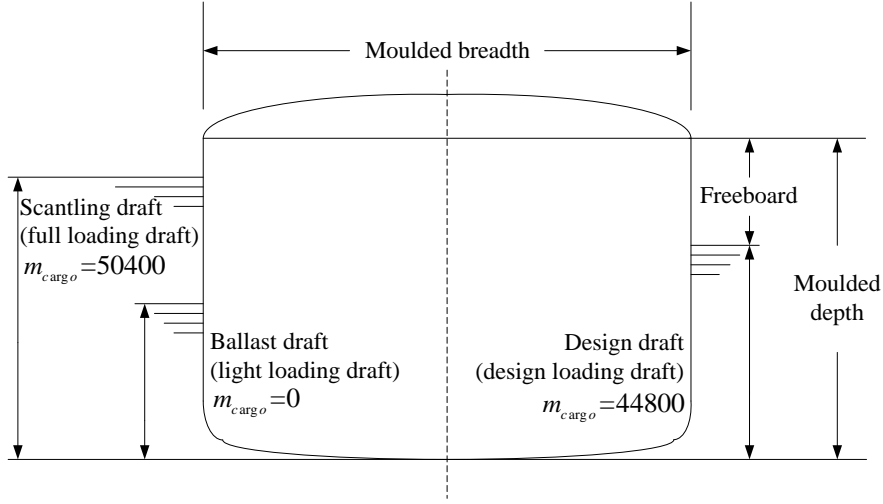 Moulded breadth
Scantling draft
(full loading draft)
m_cargo=50400
Freeboard
Moulded
depth
Ballast draft
(light loading draft)
m_cargo=0
Design draft
(design loading draft)
m_cargo=44800